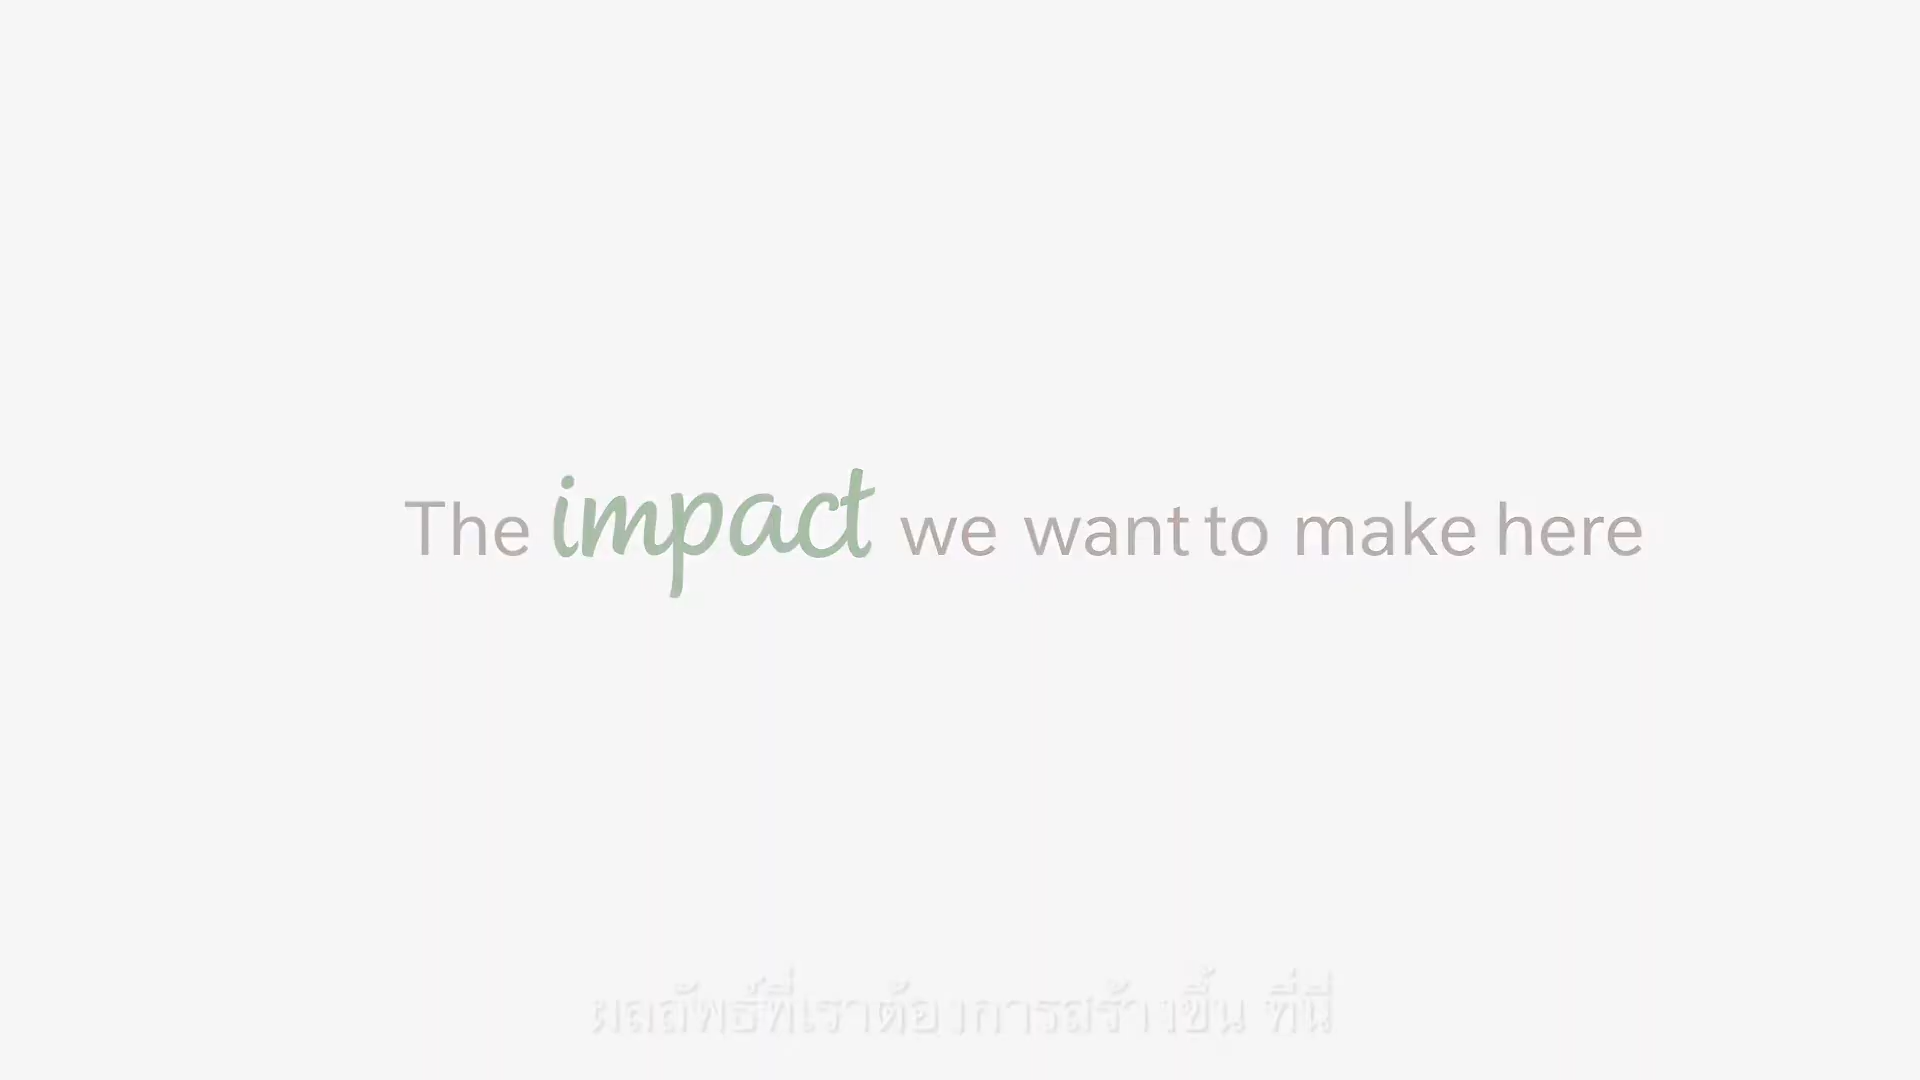 The impact we want to make here
ผลลัพธ์ที่เราต้องการสร้างขึ้น ที่นี่